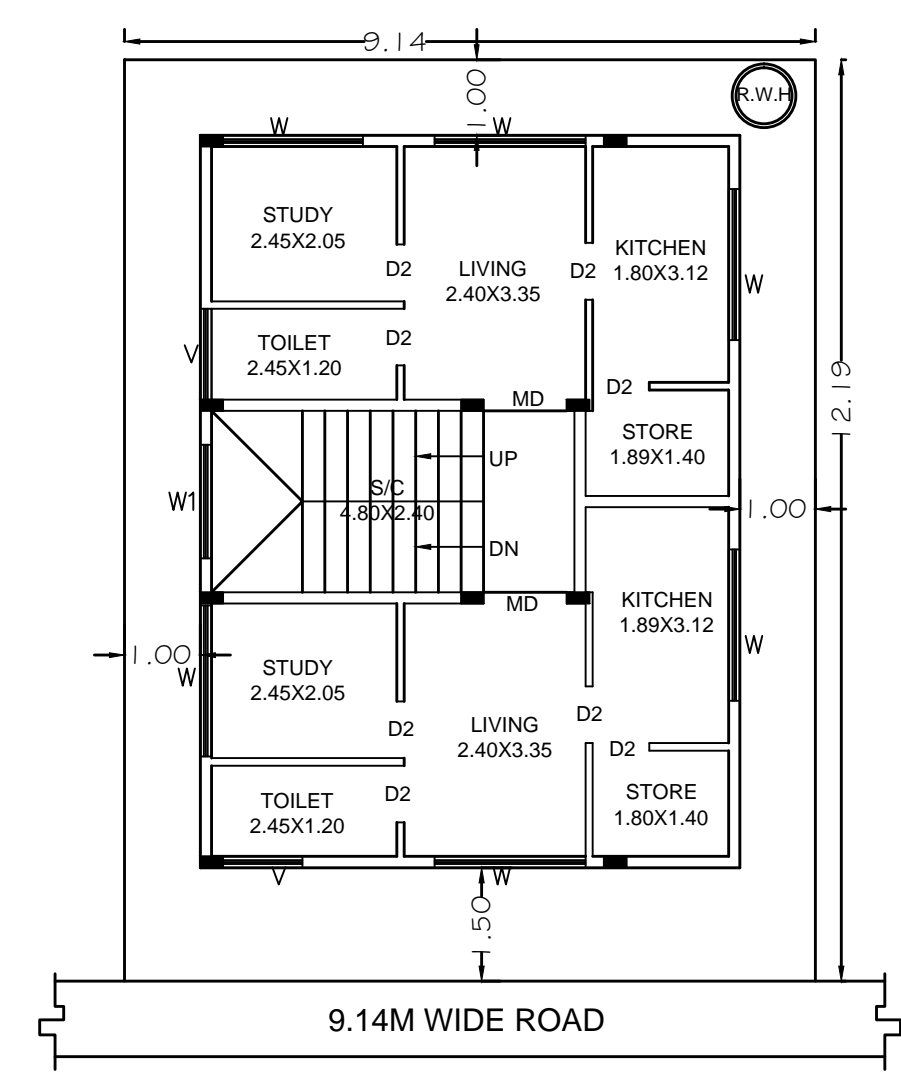 9.14
1.00
R.W.H
W
W
STUDY
2.45X2.05
D2
LIVING
2.40X3.35
D2
KITCHEN
1.80X3.12
W
V
TOILET
2.45X1.20
D2
12.19
D2
MD
STORE
1.89X1.40
UP
W1
S/C
4.80X2.40
1.00
DN
MD
KITCHEN
1.89X3.12
1.00
W
STUDY
2.45X2.05
W
D2
LIVING
2.40X3.35
D2
D2
TOILET
2.45X1.20
D2
STORE
1.80X1.40
V
W
1.50
9.14M WIDE ROAD